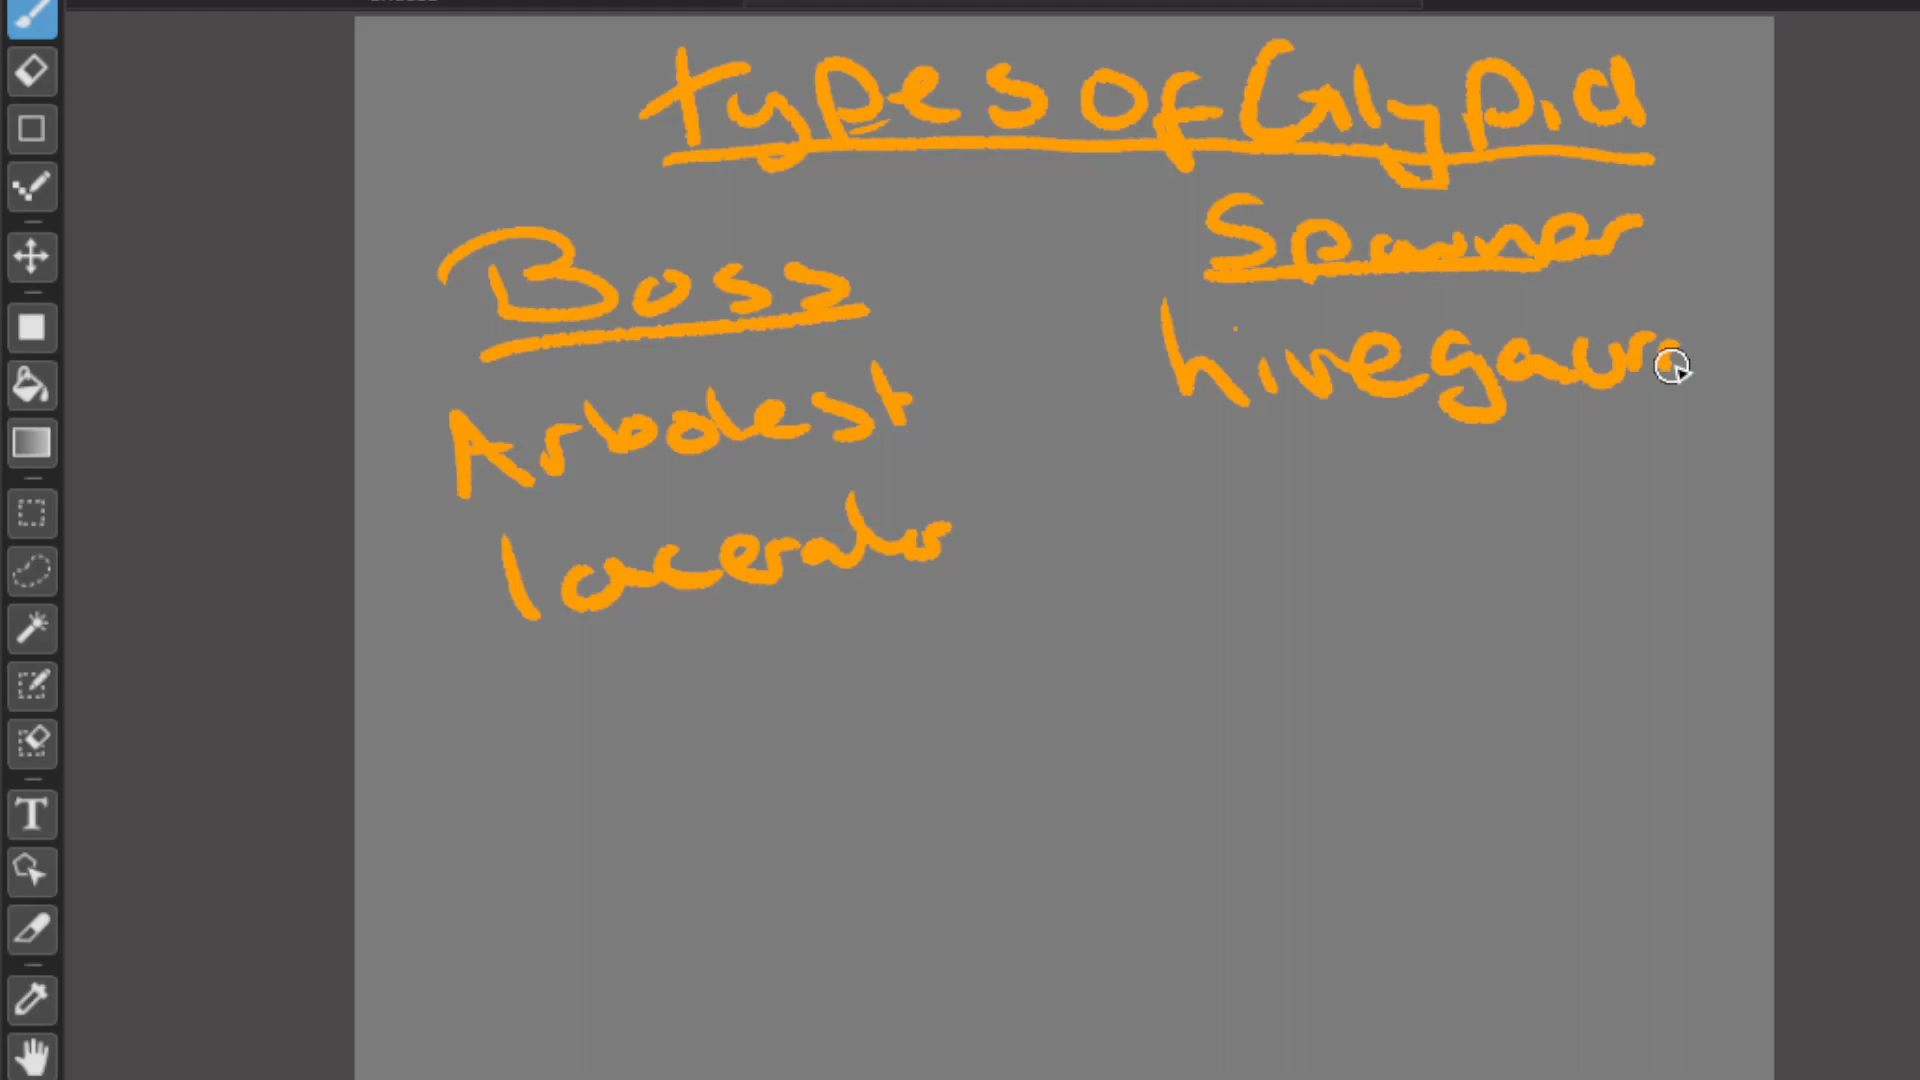 types of Glypid
Boss
Spawner
Arbolest
lacerator
hivegaur
T